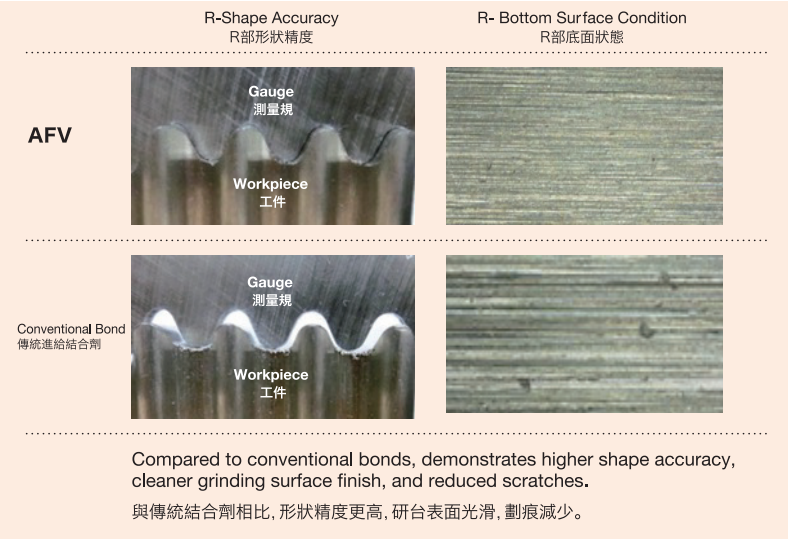 R-Shape Accuracy
R部形狀精度
R- Bottom Surface Condition
R部底面狀態
AFV
Gauge
測量規
Workpiece
工件
Conventional Bond
傳統進給結合劑
Gauge
測量規
Workpiece
工件
Compared to conventional bonds, demonstrates higher shape accuracy,
cleaner grinding surface finish, and reduced scratches.
與傳統結合劑相比, 形狀精度更高, 研台表面光滑, 劃痕減少。